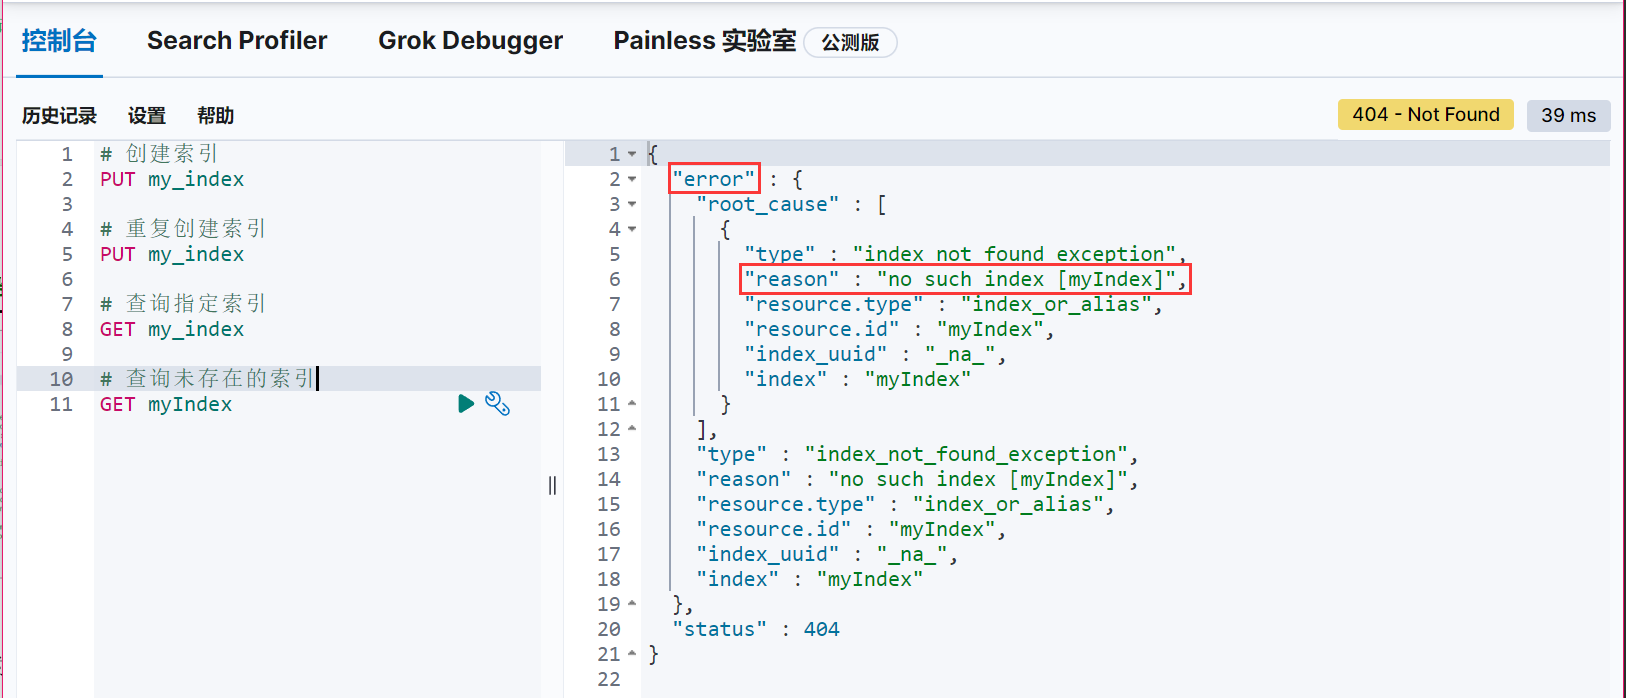 控制台 Search Profiler Grok Debugger Painless 实验室 公测版
历史记录 设置 帮助 404 - Not Found 39 ms
1 # 创建索引
2 PUT my_index
3
4 # 重复创建索引
5 PUT my_index
6
7 # 查询指定索引
8 GET my_index
9
10 # 查询未存在的索引
11 GET myIndex
1 {
2 "error" : {
3 "root_cause" : [
4 {
5 "type" : "index_not_found_exception",
6 "reason" : "no such index [myIndex]",
7 "resource.type" : "index_or_alias",
8 "resource.id" : "myIndex",
9 "index_uuid" : "_na_",
10 "index" : "myIndex"
11 }
12 ],
13 "type" : "index_not_found_exception",
14 "reason" : "no such index [myIndex]",
15 "resource.type" : "index_or_alias",
16 "resource.id" : "myIndex",
17 "index_uuid" : "_na_",
18 "index" : "myIndex"
19 },
20 "status" : 404
21 }
22